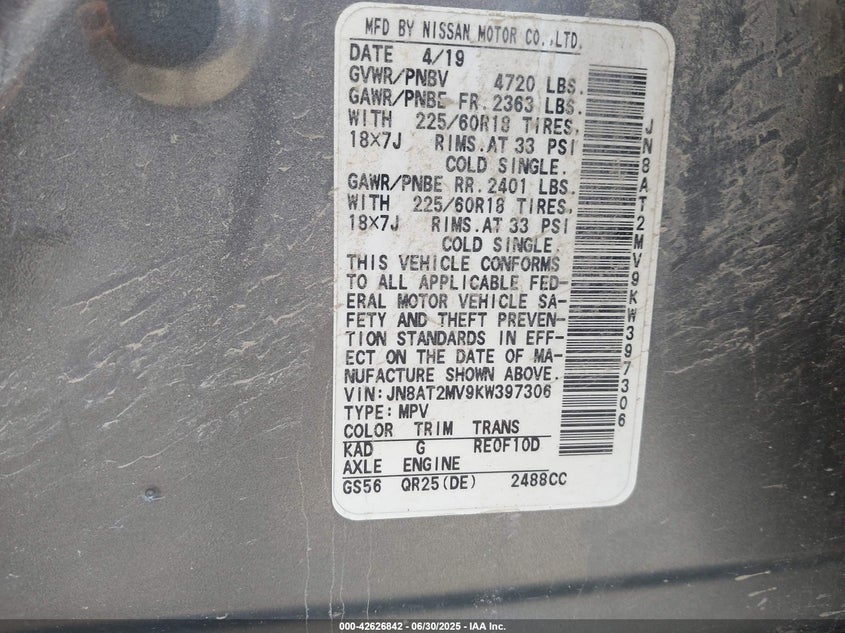 MFD BY NISSAN MOTOR CO.,LTD.
DATE 4/19
GVWR/PNBV 4720 LBS.
GAWR/PNBE FR. 2363 LBS.
WITH 225/60R18 TIRES,
18×7J RIMS.AT 33 PSI
COLD SINGLE.
GAWR/PNBE RR. 2401 LBS.
WITH 225/60R18 TIRES,
18×7J RIMS.AT 33 PSI
COLD SINGLE.
THIS VEHICLE CONFORMS
TO ALL APPLICABLE FED-
ERAL MOTOR VEHICLE SA-
FETY AND THEFT PREVEN-
TION STANDARDS IN EFF-
ECT ON THE DATE OF MA-
NUFACTURE SHOWN ABOVE.
VIN:JN8AT2MV9KW397306
TYPE:MPV
COLOR TRIM TRANS
KAD G RE0F10D
AXLE ENGINE
GS56 QR25(DE) 2488CC
JN8AT2MV9KW397306
000-42626842 - 06/30/2025 - IAA Inc.